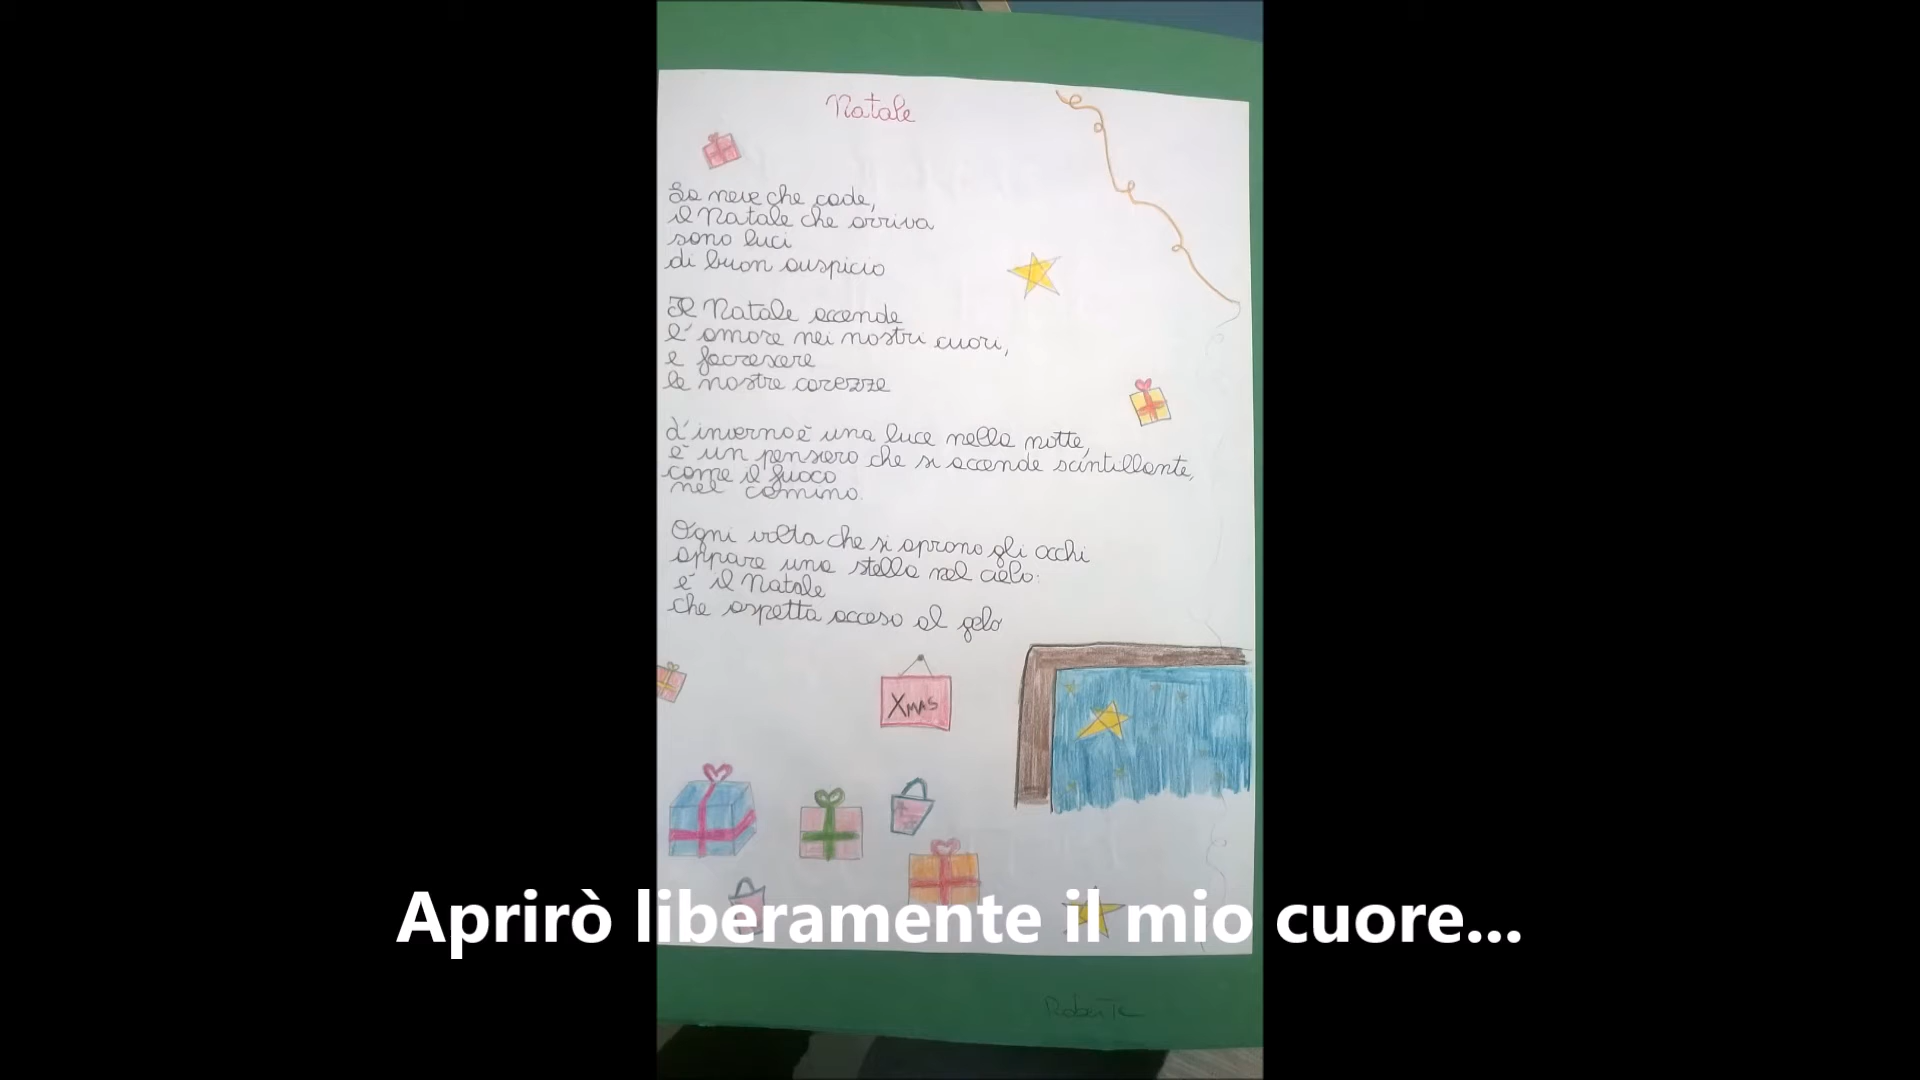 Natale
La neve che cade,
il Natale che arriva
sono luci
di buon auspicio
Il Natale accende
l'amore nei nostri cuori,
e fa crescere
le nostre carezze
L'inverno è una luce nella notte,
è un pensiero che si accende scintillante,
come il fuoco
nel camino.
Ogni volta che si aprono gli occhi
appare una stella nel cielo:
è il Natale
che aspetta acceso al gelo
XMAS
Aprirò liberamente il mio cuore...